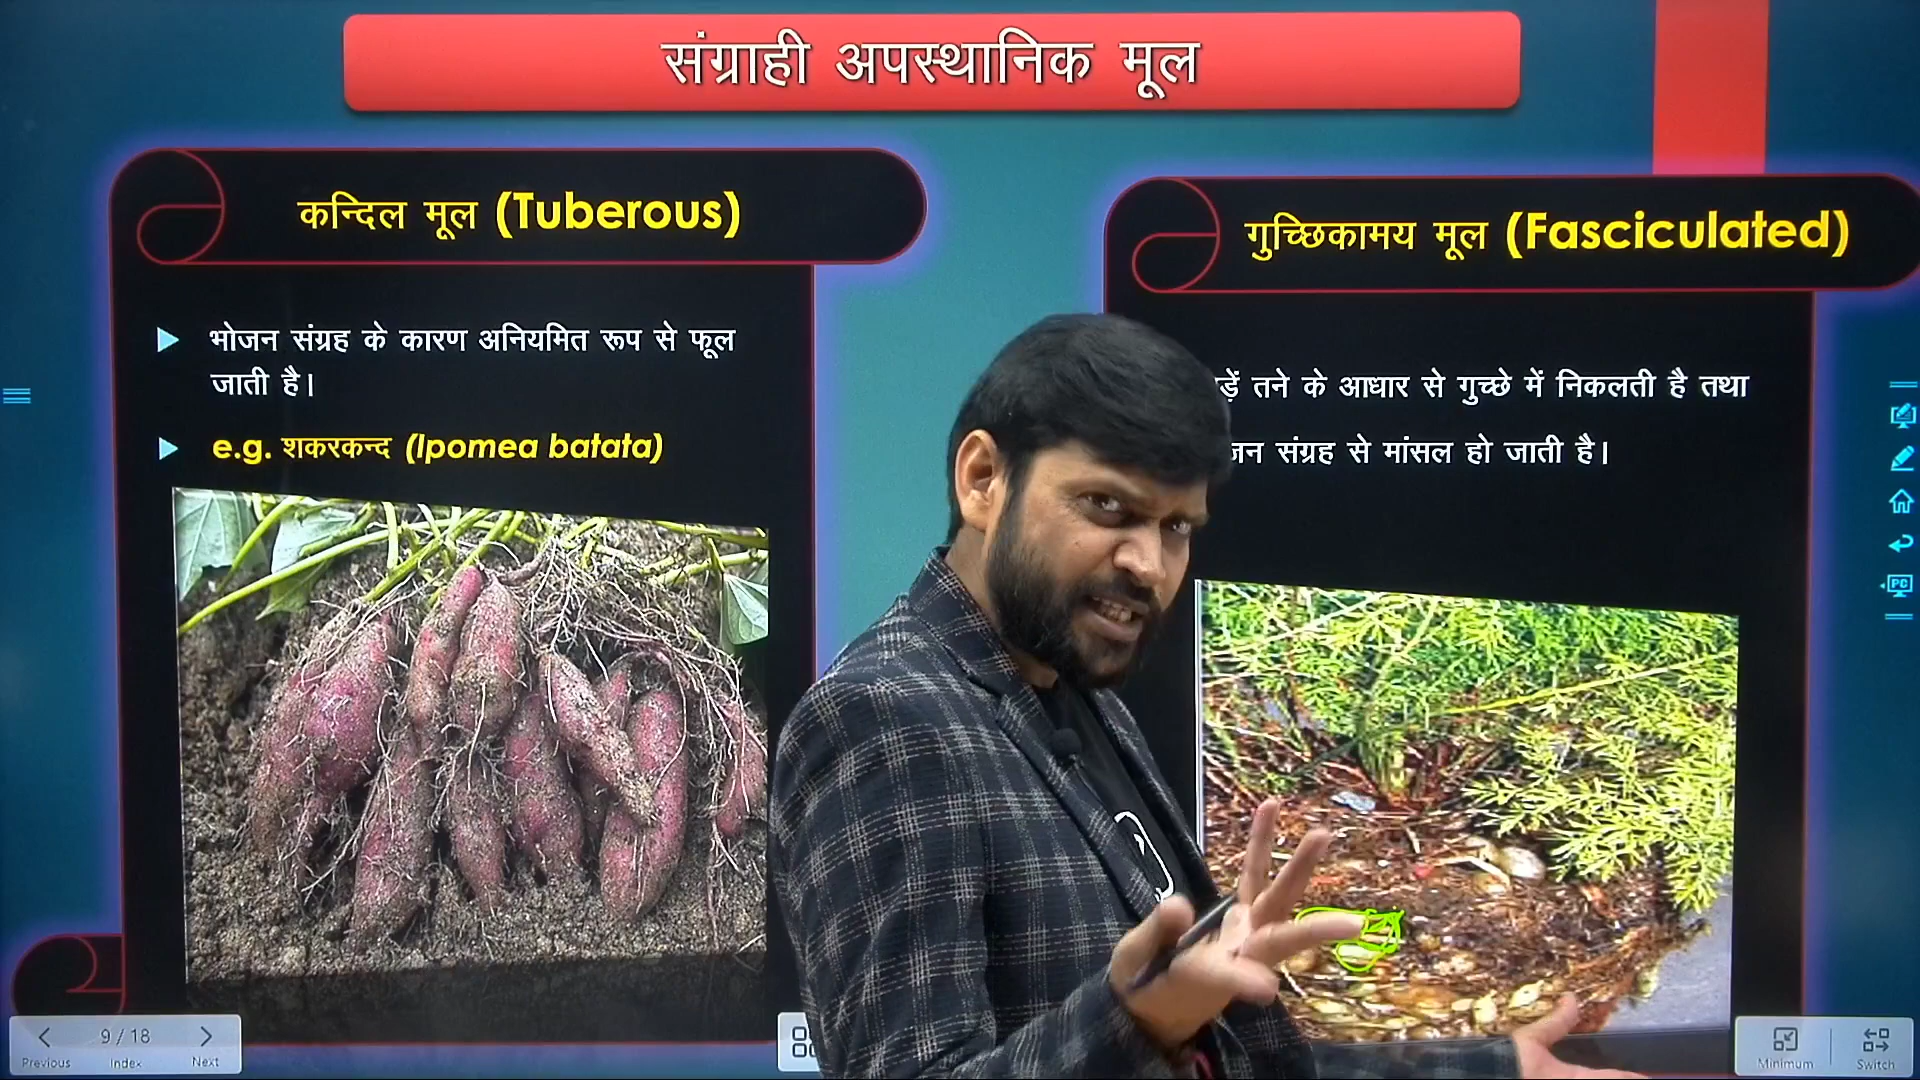 संग्राही अपस्थानिक मूल
कन्दिल मूल (Tuberous)
भोजन संग्रह के कारण अनियमित रूप से फूल
जाती है।
e.g. शकरकन्द (Ipomea batata)
गुच्छिकामय मूल (Fasciculated)
तने के आधार से गुच्छे में निकलती है तथा
संग्रह से मांसल हो जाती है।
PC
9 / 18
Previous
Index
Next
Minimum
Switch